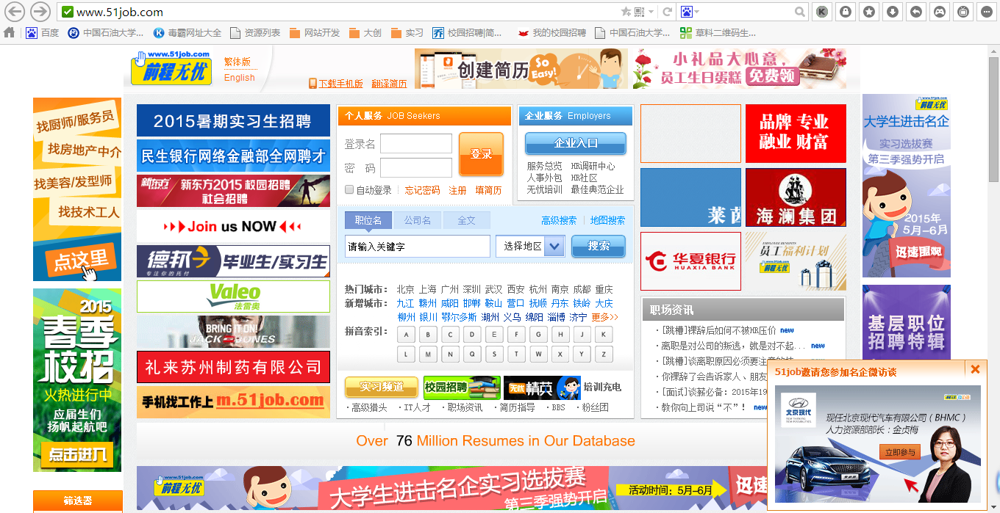 www.51job.com
百度
中国石油大学...
毒霸网址大全
资源列表
网站开发
大创
实习
校园招聘|简...
我的校园招聘
中国石油大学...
草料二维码生...
www.51job.com
前程无忧
繁体版
English
下载手机版 翻译简历
创建简历 So Easy!
小礼品大心意，
员工生日蛋糕 免费领
找厨师/服务员
找房地产中介
找美容/发型师
找技术工人
点这里
2015
春季
校招
火热进行中
应届生们
扬帆起航吧
点击进入
筛选器
2015暑期实习生招聘
民生银行网络金融部全网聘才
新东方 新东方2015 校园招聘
社会招聘
Join us NOW
德邦 毕业生/实习生
专注你的托付
Valeo
法雷奥
BRING IT ON!
JACK JONES
礼来苏州制药有限公司
手机找工作上 m.51job.com
个人服务 JOB Seekers
登录名
密 码
登录
自动登录 忘记密码 注册 填简历
企业服务 Employers
企业入口
服务总览 HR调研中心
人事外包 HR社区
无忧培训 最佳典范企业
职位名 公司名 全文 高级搜索 地图搜索
请输入关键字 选择地区 搜索
热门城市： 北京 上海 广州 深圳 武汉 西安 杭州 南京 成都 重庆
新增城市： 九江 赣州 咸阳 邯郸 鞍山 营口 抚顺 丹东 铁岭 大庆
柳州 银川 鄂尔多斯 湖州 义乌 绵阳 淄博 济宁 更多>>
拼音索引： A B C D E F G H J K
L M N Q S T W X Y Z
实习频道 校园招聘 无忧精英 培训充电
·高级猎头 ·IT人才 ·职场资讯 ·简历指导 ·BBS ·粉丝团
品牌 专业
融业 财富
莱茵
海澜集团
华夏银行
HUAXIA BANK
EMPLOYEE BENEFITS
员工福利计划
前程无忧
职场资讯
·[跳槽]裸辞后如何不被HR压价 new
·离职是对公司的叛逃，就是对不起... new
·[跳槽]谈离职原因必须要注意的
·你裸辞了会告诉家人、朋友
·[面试]谈薪必备：2015年19
·教你向上司说“不”！ new
前程无忧
大学生进击名企
实习选拔赛
第三季强势开启
2015年
5月-6月
迅速围观
基层职位
招聘特辑
51job邀请您参加名企微访谈
北京现代
现任北京现代汽车有限公司（BHMC）
人力资源部部长：金贞梅
立即参与
Over 76 Million Resumes in Our Database
www.51job.com
前程无忧
大学生进击名企实习选拔赛
第三季强势开启
活动时间：5月-6月
迅速